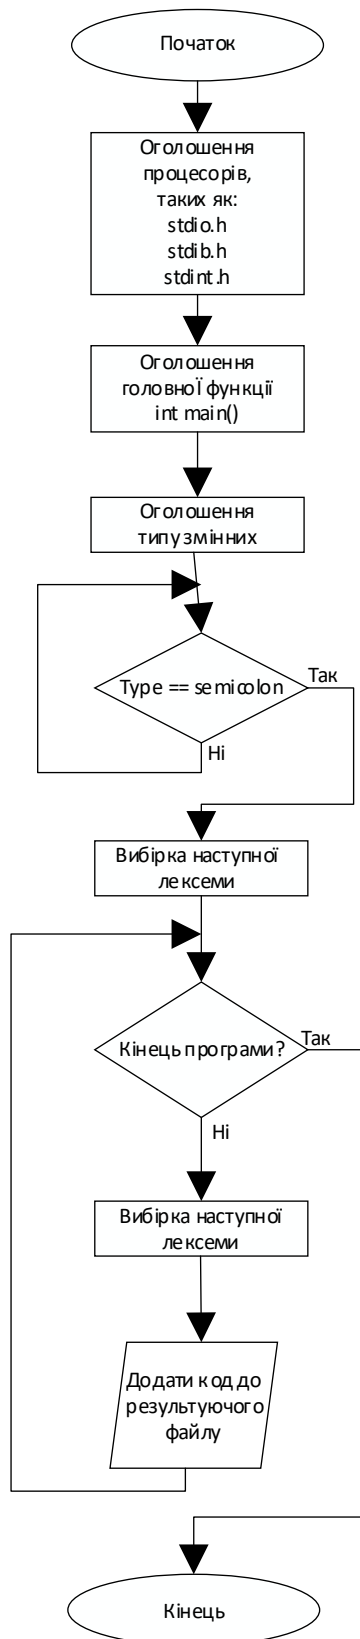 Початок
Оголошення
процесорів,
таких як:
stdio.h
stdib.h
stdint.h
Оголошення
головної функції
int main()
Оголошення
типу змінних
Type == semicolon
Так
Ні
Вибірка наступної
лексеми
Кінець програми?
Так
Ні
Вибірка наступної
лексеми
Додати код до
результуючого
файлу
Кінець